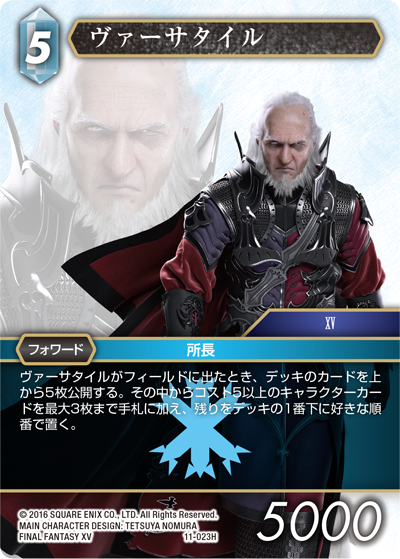 5
ヴァーサタイル
XV
フォワード
所長
ヴァーサタイルがフィールドに出たとき、デッキのカードを上
から5枚公開する。その中からコスト5以上のキャラクターカー
ドを最大3枚まで手札に加え、残りをデッキの1番下に好きな順
番で置く。
© 2016 SQUARE ENIX CO., LTD. All Rights Reserved.
MAIN CHARACTER DESIGN: TETSUYA NOMURA
FINAL FANTASY XV
11-023H
5000